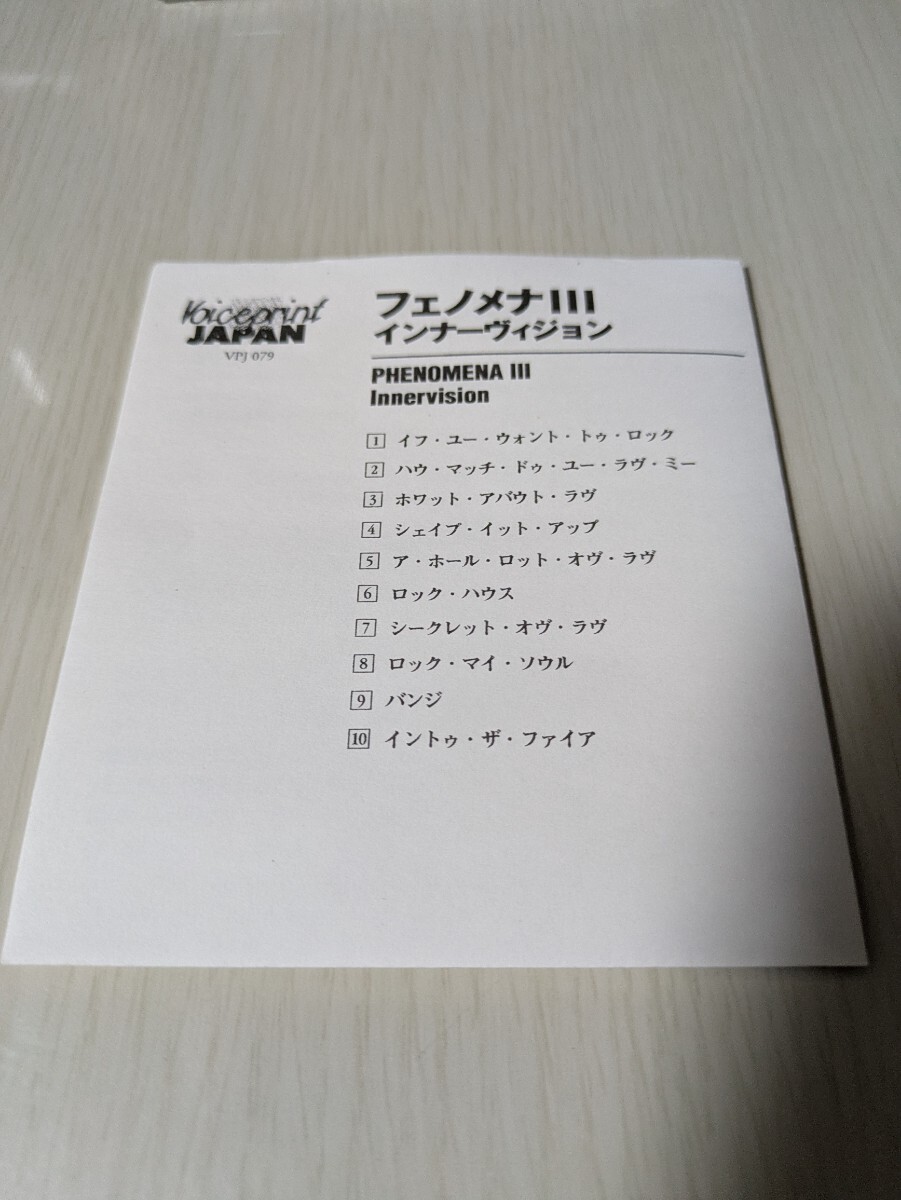 Voiceprint
JAPAN
VPJ 079
フェノメナIII
インナーヴィジョン
PHENOMENA III
Innervision
1 イフ・ユー・ウォント・トゥ・ロック
2 ハウ・マッチ・ドゥ・ユー・ラヴ・ミー
3 ホワット・アバウト・ラヴ
4 シェイプ・イット・アップ
5 ア・ホール・ロット・オヴ・ラヴ
6 ロック・ハウス
7 シークレット・オヴ・ラヴ
8 ロック・マイ・ソウル
9 バンジ
10 イントゥ・ザ・ファイア